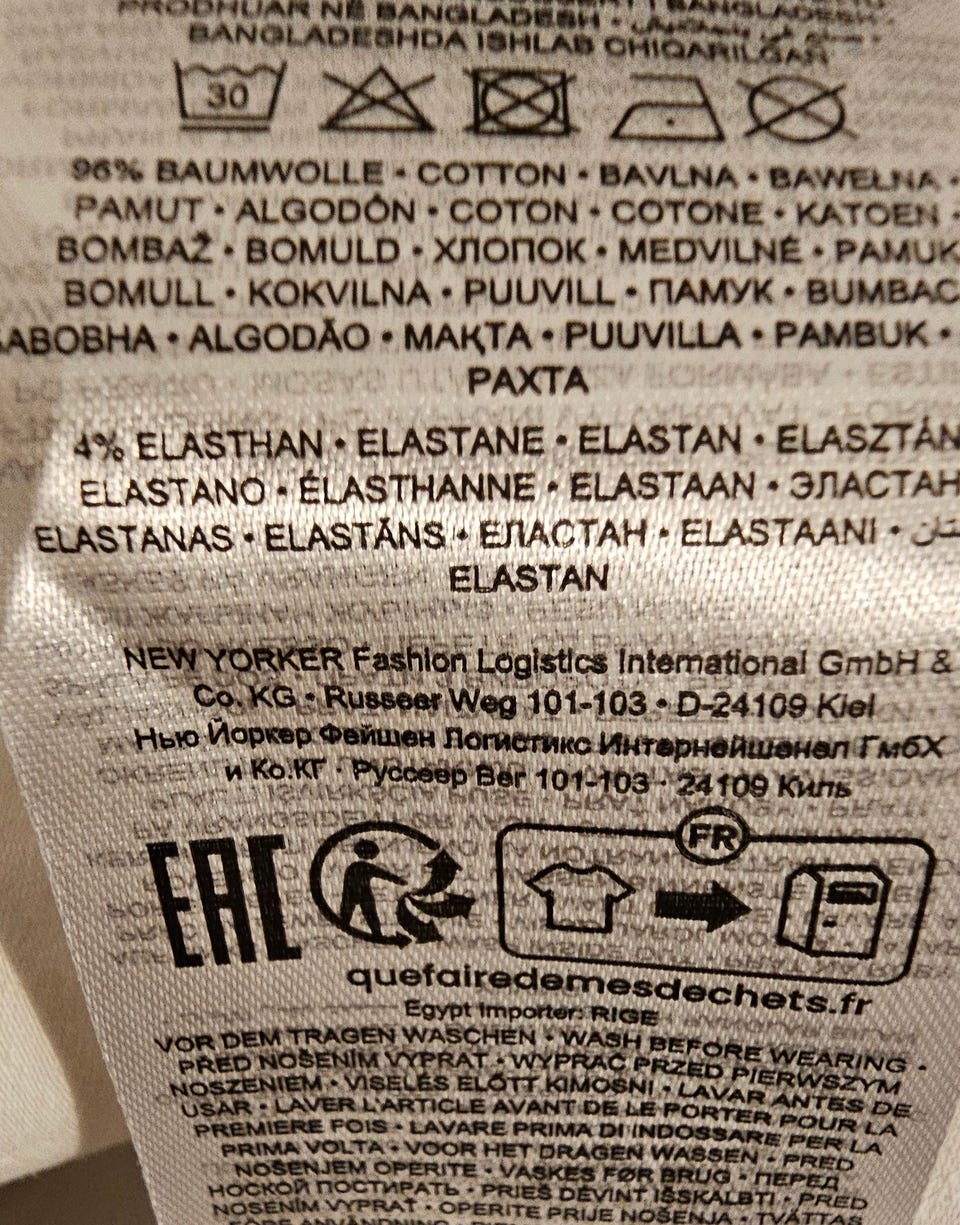 PRODHUAR NË BANGLADESH •
BANGLADESHDA ISHLAB CHIQARILGAN
30
96% BAUMWOLLE • COTTON • BAVLNA • BAWEŁNA •
PAMUT • ALGODÓN • COTON • COTONE • KATOEN •
BOMBAŽ • BOMULD • ХЛОПОК • MEDVILNĖ • PAMUK
BOMULL • KOKVILNA • PUUVILL • ПАМУК • BUMBAC
БАВОВНА • ALGODÃO • МАҚТА • PUUVILLA • PAMBUK •
PAXTA
4% ELASTHAN • ELASTANE • ELASTAN • ELASZTÁN
ELASTANO • ÉLASTHANNE • ELASTAAN • ЭЛАСТАН
ELASTANAS • ELASTĀNS • ЕЛАСТАН • ELASTAANI •
ELASTAN
NEW YORKER Fashion Logistics International GmbH &
Co. KG • Russeer Weg 101-103 • D-24109 Kiel
Нью Йоркер Фейшен Логистикс Интернейшенел ГмбХ
и Ко.КГ · Руссеер Вег 101-103 · 24109 Киль
EAC
FR
quefairedemesdechets.fr
Egypt Importer: RIGE
VOR DEM TRAGEN WASCHEN • WASH BEFORE WEARING •
PŘED NOŠENÍM VYPRAT • WYPRAĆ PRZED PIERWSZYM
NOSZENIEM • VISELÉS ELŐTT KIMOSNI • LAVAR ANTES DE
USAR • LAVER L'ARTICLE AVANT DE LE PORTER POUR LA
PREMIERE FOIS • LAVARE PRIMA DI INDOSSARE PER LA
PRIMA VOLTA • VOOR HET DRAGEN WASSEN • PRED
NOŠENJEM OPERITE • VASKES FØR BRUG • ПЕРЕД
НОСКОЙ ПОСТИРАТЬ • PRIEŠ DĖVINT IŠSKALBTI • PRED
NOSENÍM VYPRAŤ • OPERITE PRIJE NOŠENJA • TVÄTTAS
FÖRE ANVÄNDNING •